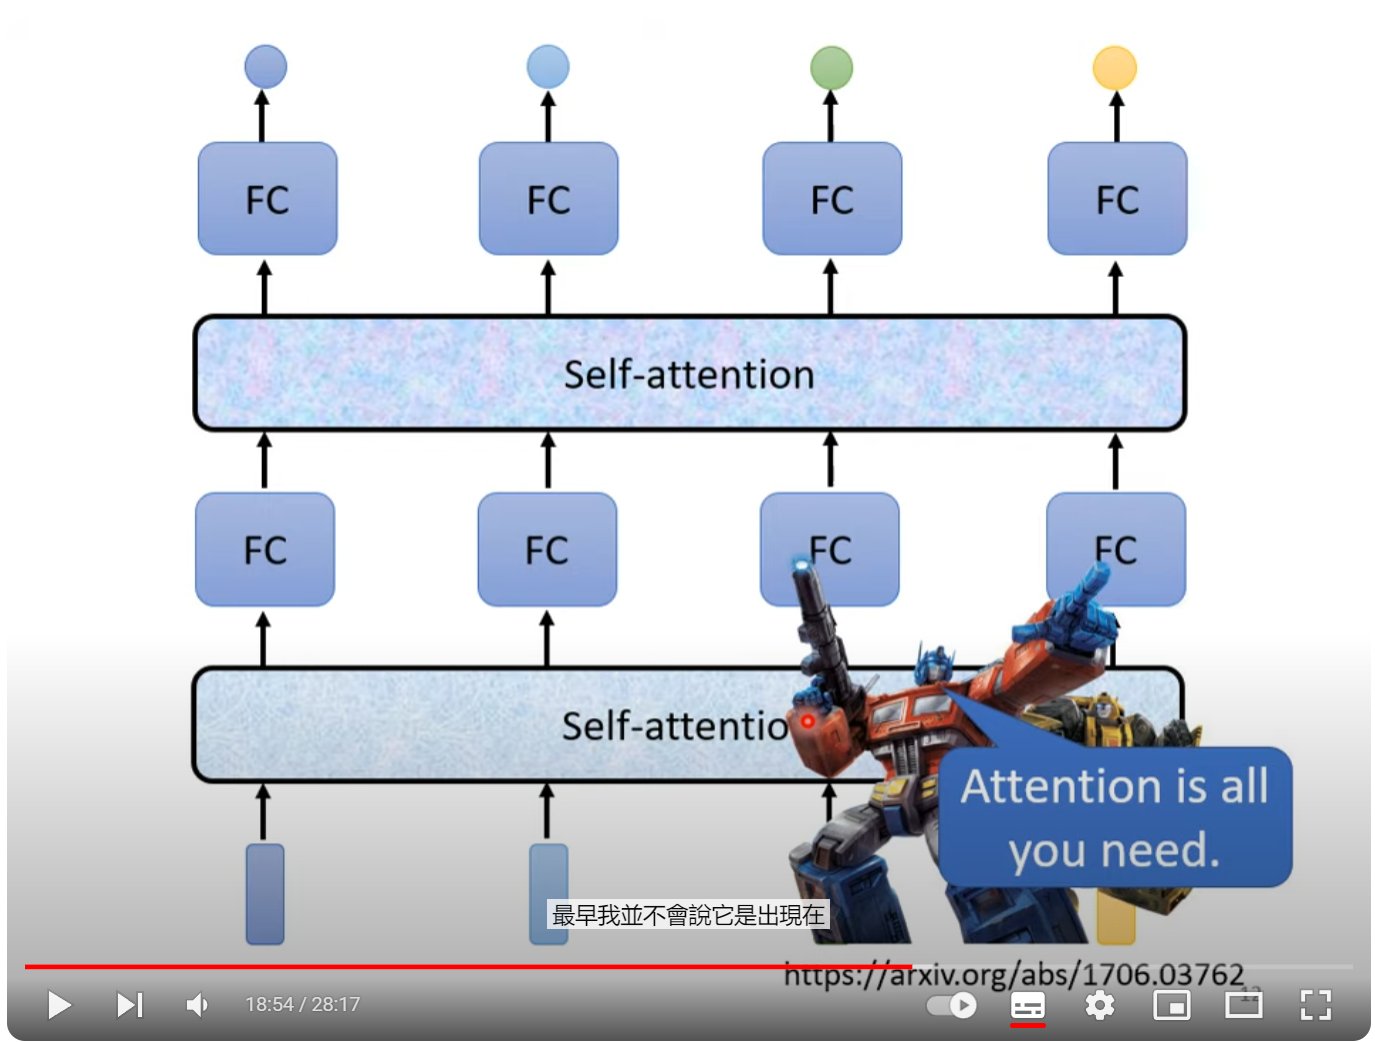 FC FC FC FC
Self-attention
FC FC FC FC
Self-attentio
Attention is all
you need.
最早我並不會說它是出現在
https://arxiv.org/abs/1706.03762
12
18:54 / 28:17